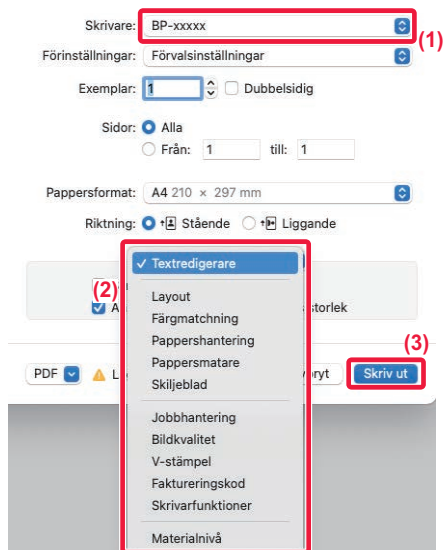 Skrivare: BP-xxxxx
(1)
Förinställningar: Förvalsinställningar
Exemplar: 1 Dubbelsidig
Sidor: Alla
Från: 1 till: 1
Pappersformat: A4 210 × 297 mm
Riktning: Stående Liggande
✓ Textredigerare
(2)
Layout
storlek
Färgmatchning
Pappershantering
Pappersmatare
(3)
PDF
Skriv ut
Skiljeblad
Jobbhantering
Bildkvalitet
V-stämpel
Faktureringskod
Skrivarfunktioner
Materialnivå